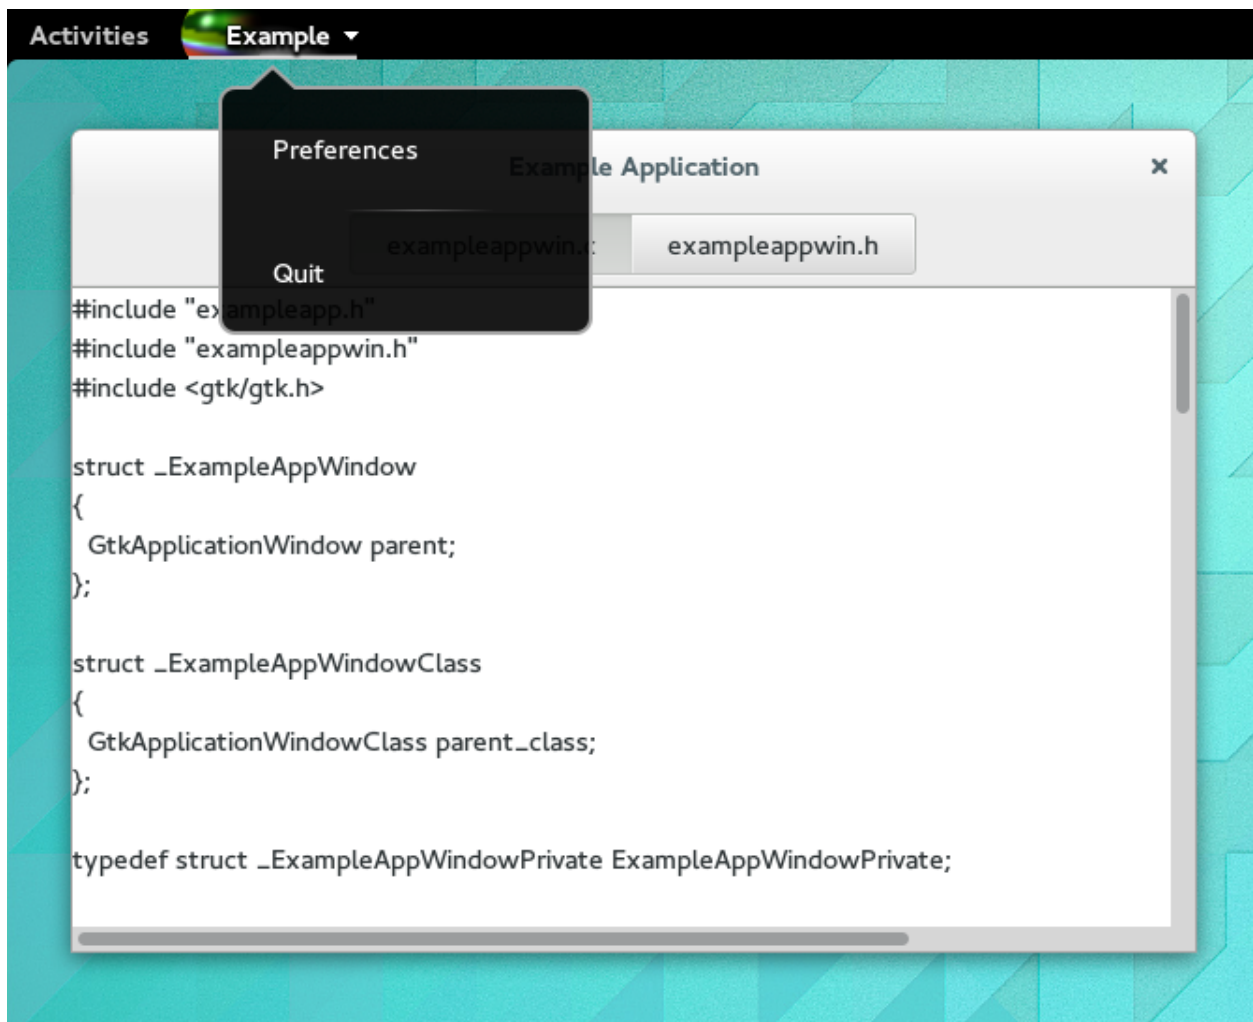 Activities Example
Preferences
Example Application
exampleappwin.c exampleappwin.h
Quit
#include "exampleapp.h"
#include "exampleappwin.h"
#include <gtk/gtk.h>
struct _ExampleAppWindow
{
GtkApplicationWindow parent;
};
struct _ExampleAppWindowClass
{
GtkApplicationWindowClass parent_class;
};
typedef struct _ExampleAppWindowPrivate ExampleAppWindowPrivate;